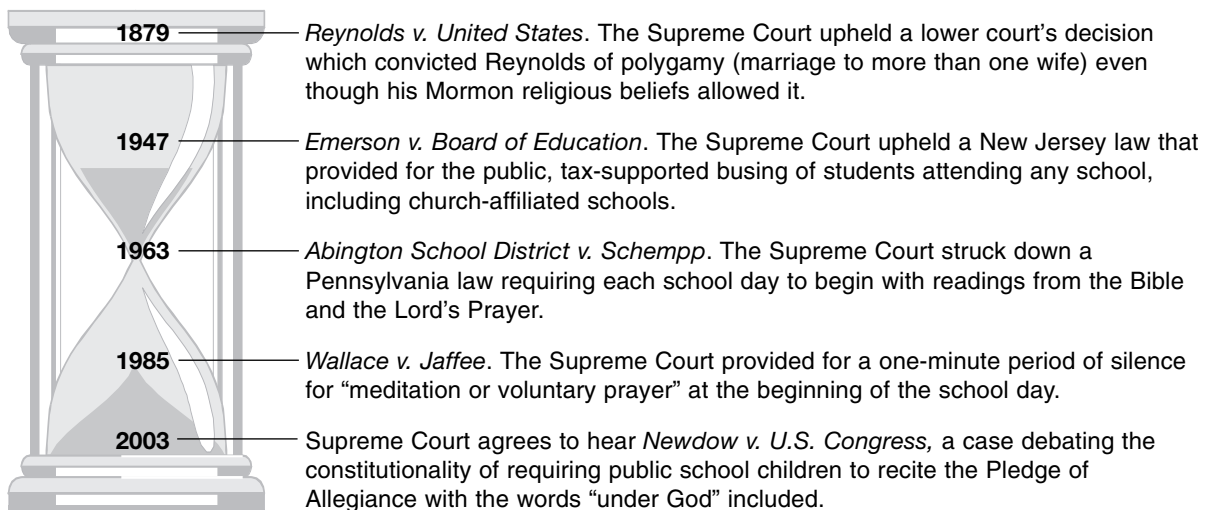 1879 Reynolds v. United States. The Supreme Court upheld a lower court’s decision
which convicted Reynolds of polygamy (marriage to more than one wife) even
though his Mormon religious beliefs allowed it.
1947 Emerson v. Board of Education. The Supreme Court upheld a New Jersey law that
provided for the public, tax-supported busing of students attending any school,
including church-affiliated schools.
1963 Abington School District v. Schempp. The Supreme Court struck down a
Pennsylvania law requiring each school day to begin with readings from the Bible
and the Lord’s Prayer.
1985 Wallace v. Jaffee. The Supreme Court provided for a one-minute period of silence
for “meditation or voluntary prayer” at the beginning of the school day.
2003 Supreme Court agrees to hear Newdow v. U.S. Congress, a case debating the
constitutionality of requiring public school children to recite the Pledge of
Allegiance with the words “under God” included.